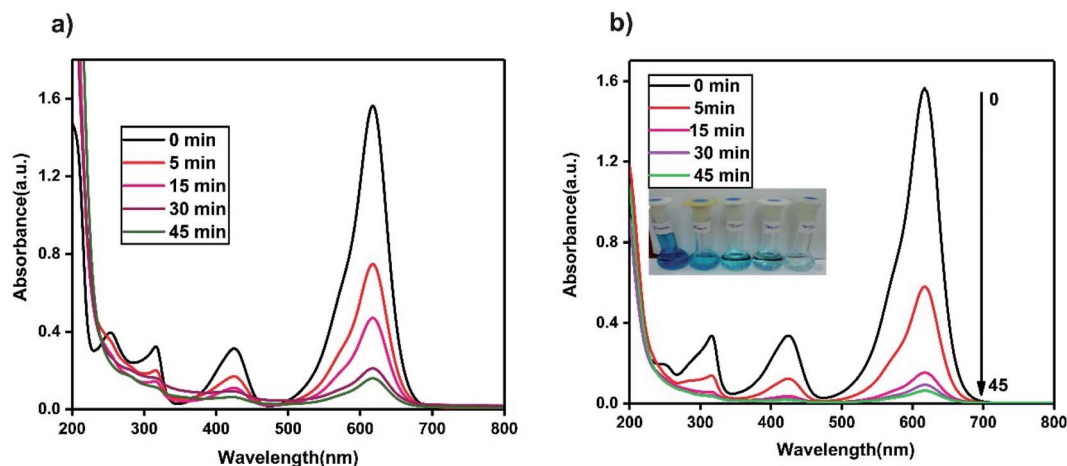 a)
Absorbance(a.u.)
1.6
1.2
0.8
0.4
0.0
200 300 400 500 600 700 800
Wavelength(nm)
0 min
5 min
15 min
30 min
45 min
b)
Absorbance(a.u.)
1.6
1.2
0.8
0.4
0.0
200 300 400 500 600 700 800
Wavelength(nm)
0 min
5min
15 min
30 min
45 min
0
45